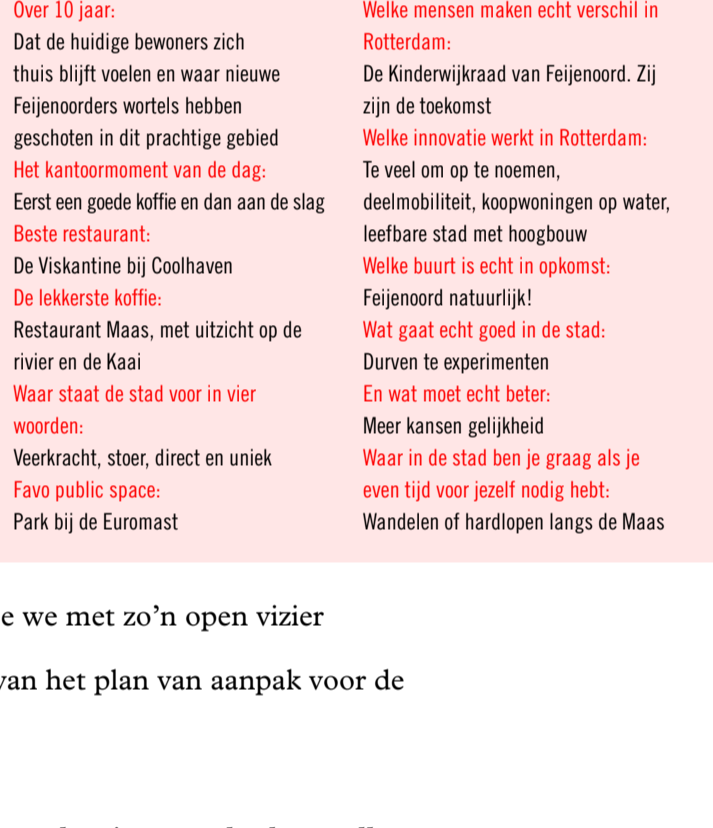 Over 10 jaar:
Dat de huidige bewoners zich
thuis blijft voelen en waar nieuwe
Feijenoorders wortels hebben
geschoten in dit prachtige gebied
Het kantoormoment van de dag:
Eerst een goede koffie en dan aan de slag
Beste restaurant:
De Viskantine bij Coolhaven
De lekkerste koffie:
Restaurant Maas, met uitzicht op de
rivier en de Kaai
Waar staat de stad voor in vier
woorden:
Veerkracht, stoer, direct en uniek
Favo public space:
Park bij de Euromast
Welke mensen maken echt verschil in
Rotterdam:
De Kinderwijkraad van Feijenoord. Zij
zijn de toekomst
Welke innovatie werkt in Rotterdam:
Te veel om op te noemen,
deelmobiliteit, koopwoningen op water,
leefbare stad met hoogbouw
Welke buurt is echt in opkomst:
Feijenoord natuurlijk!
Wat gaat echt goed in de stad:
Durven te experimenten
En wat moet echt beter:
Meer kansen gelijkheid
Waar in de stad ben je graag als je
even tijd voor jezelf nodig hebt:
Wandelen of hardlopen langs de Maas
e we met zo’n open vizier
van het plan van aanpak voor de